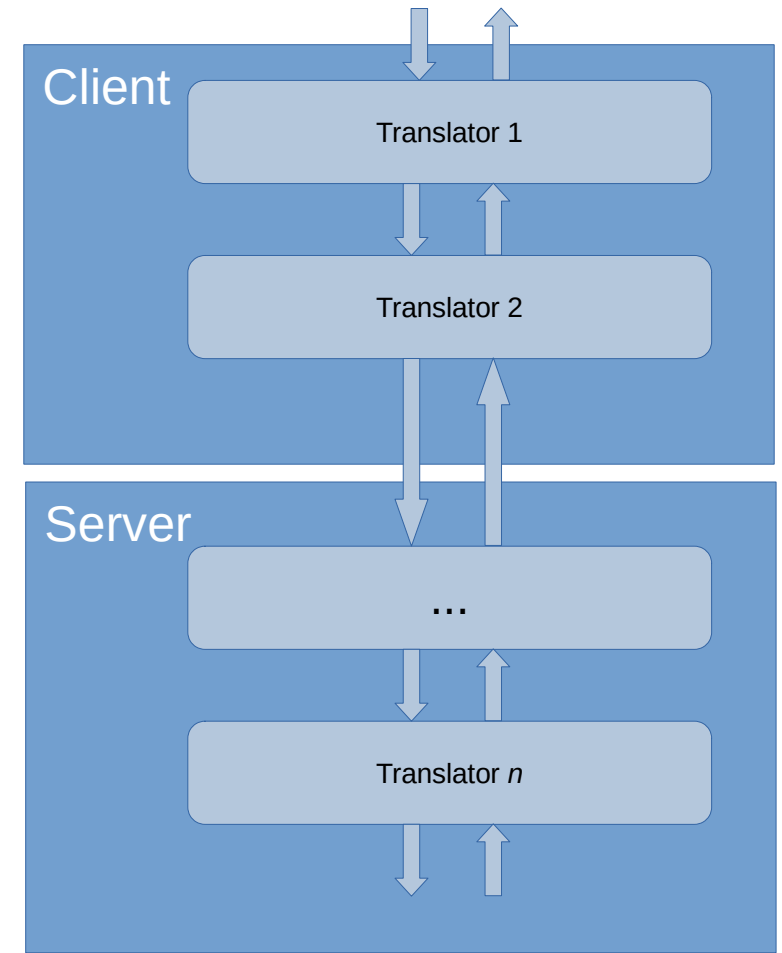 Client
Translator 1
Translator 2
Server
...
Translator n